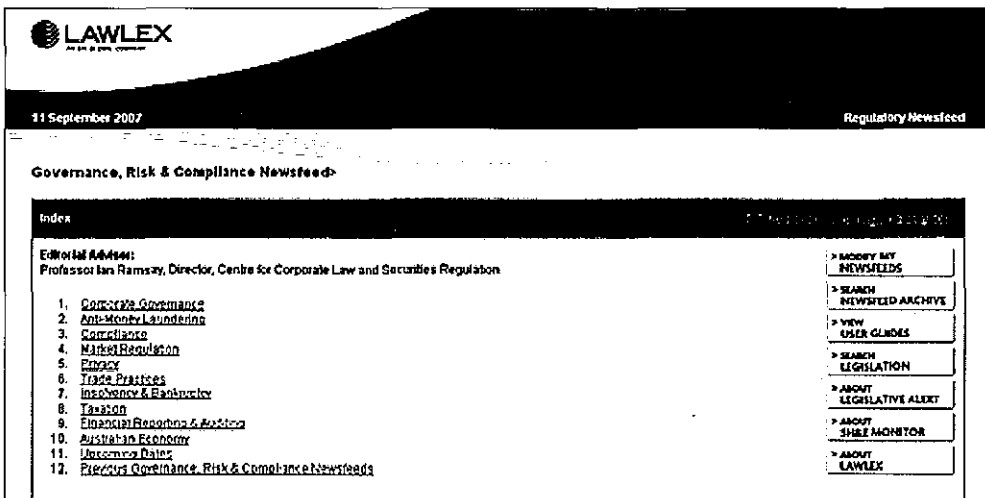 LAWLEX
11 September 2007
Regulatory Newsfeed
Governance, Risk & Compliance Newsfeed>
Index
Editorial Adviser:
Professor Ian Ramsay, Director, Centre for Corporate Law and Securities Regulation
1. Corporate Governance
2. Anti-Money Laundering
3. Compliance
4. Market Regulation
5. Privacy
6. Trade Practices
7. Insolvency & Bankruptcy
8. Taxation
9. Financial Reporting & Auditing
10. Australian Economy
11. Upcoming Dates
12. Previous Governance, Risk & Compliance Newsfeeds
> MODIFY MY
NEWSFEEDS
> SEARCH
NEWSFEED ARCHIVE
> VIEW
USER GUIDES
> SEARCH
LEGISLATION
> ABOUT
LEGISLATIVE ALERT
> ABOUT
SHEE MONITOR
> ABOUT
LAWLEX